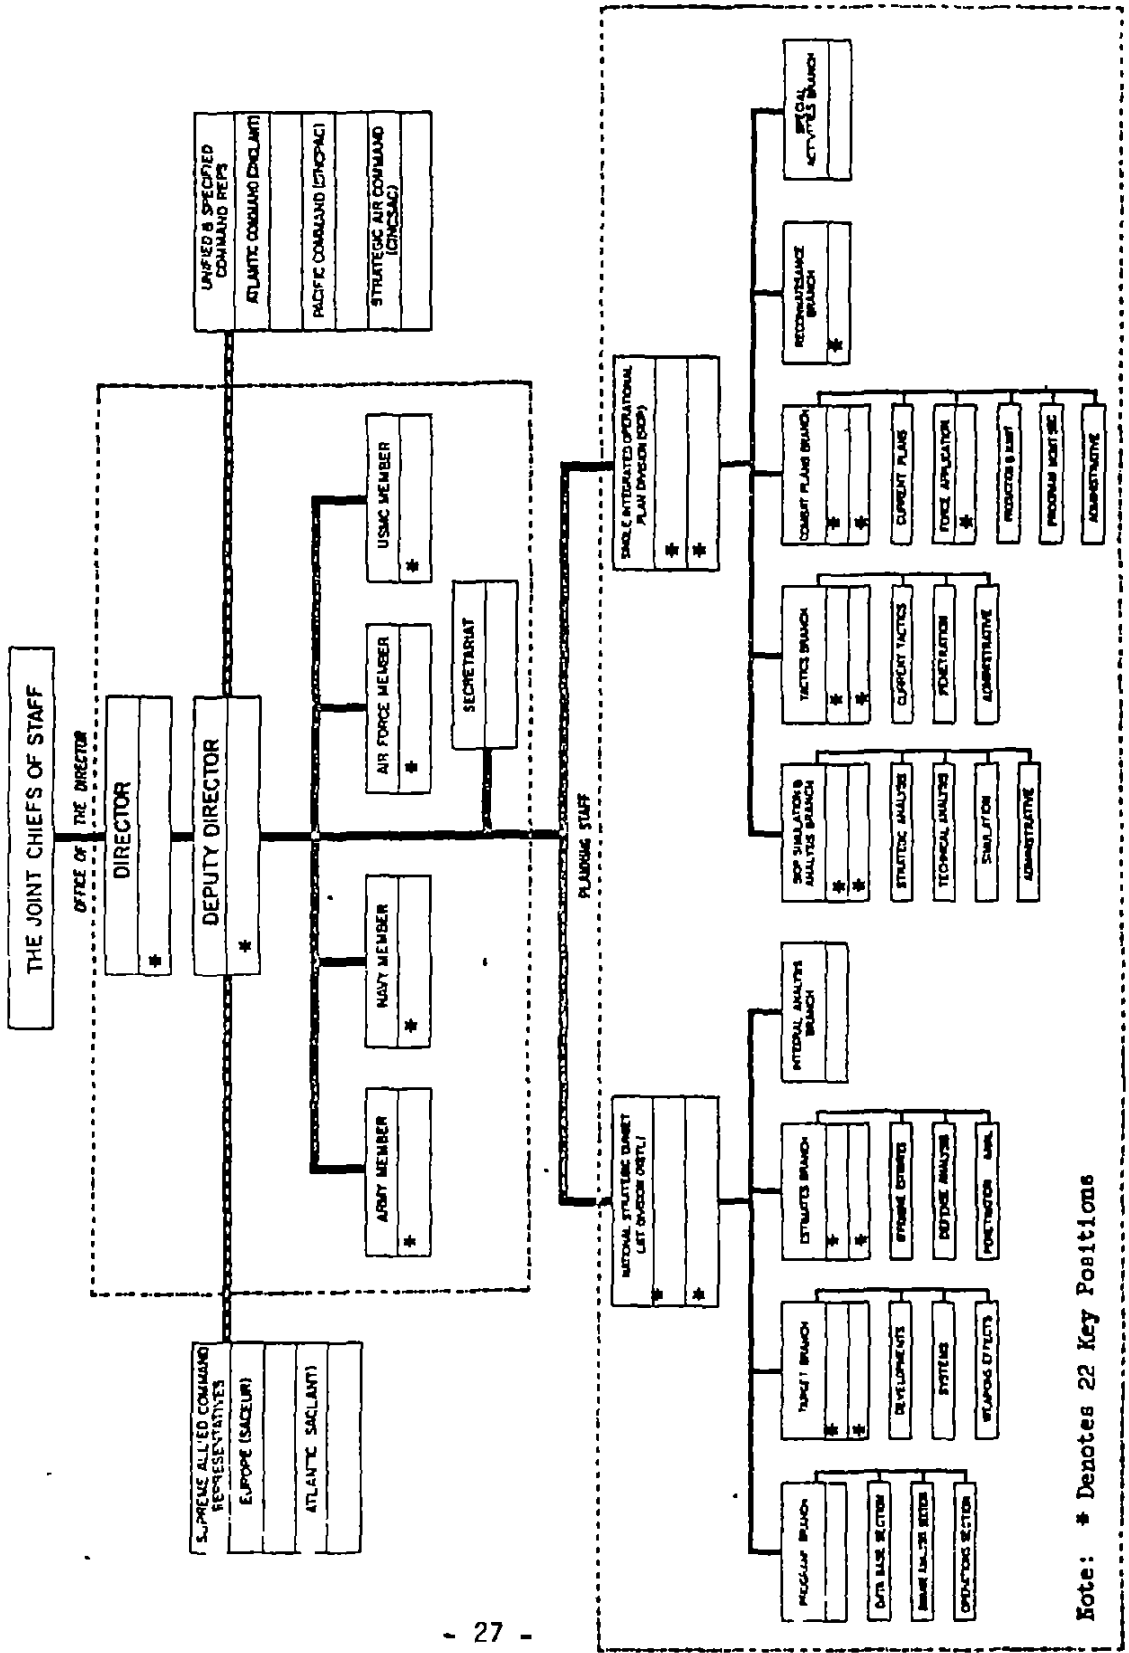 THE JOINT CHIEFS OF STAFF
OFFICE OF THE DIRECTOR
DIRECTOR
*
DEPUTY DIRECTOR
*
SUPREME ALLIED COMMAND
REPRESENTATIVES
EUROPE (SACEUR)
ATLANTIC SACLANT)
UNIFIED & SPECIFIED
COMMAND REPS
ATLANTIC COMMAND (CINCLANT)
PACIFIC COMMAND (CINCPAC)
STRATEGIC AIR COMMAND
(CINCSAC)
ARMY MEMBER
*
NAVY MEMBER
*
AIR FORCE MEMBER
*
USMC MEMBER
*
SECRETARIAT
PLANNING STAFF
NATIONAL STRATEGIC TARGET
LIST DIVISION (NSTL)
*
*
SINGLE INTEGRATED OPERATIONAL
PLAN DIVISION (SIOP)
*
*
PROGRAM BRANCH
DATA BASE SECTION
OPERATIONS SECTION
TARGET BRANCH
*
*
DEVELOPMENTS
SYSTEMS
WEAPONS EFFECTS
ESTIMATES BRANCH
*
*
OFFENSE ESTIMATES
DEFENSE ANALYSIS
PENETRATION ANAL
INTEGRAL ANALYSIS
BRANCH
SIOP SIMULATION &
ANALYSIS BRANCH
*
*
STRATEGIC ANALYSIS
TECHNICAL ANALYSIS
SIMULATION
ADMINISTRATIVE
TACTICS BRANCH
*
*
CURRENT TACTICS
PENETRATION
ADMINISTRATIVE
COMBAT PLANS BRANCH
*
*
CURRENT PLANS
FORCE APPLICATION
*
PROGRAM MGMT SEC
ADMINISTRATIVE
RECONNAISSANCE
BRANCH
*
SPECIAL
ACTIVITIES BRANCH
Note: * Denotes 22 Key Positions
- 27 -